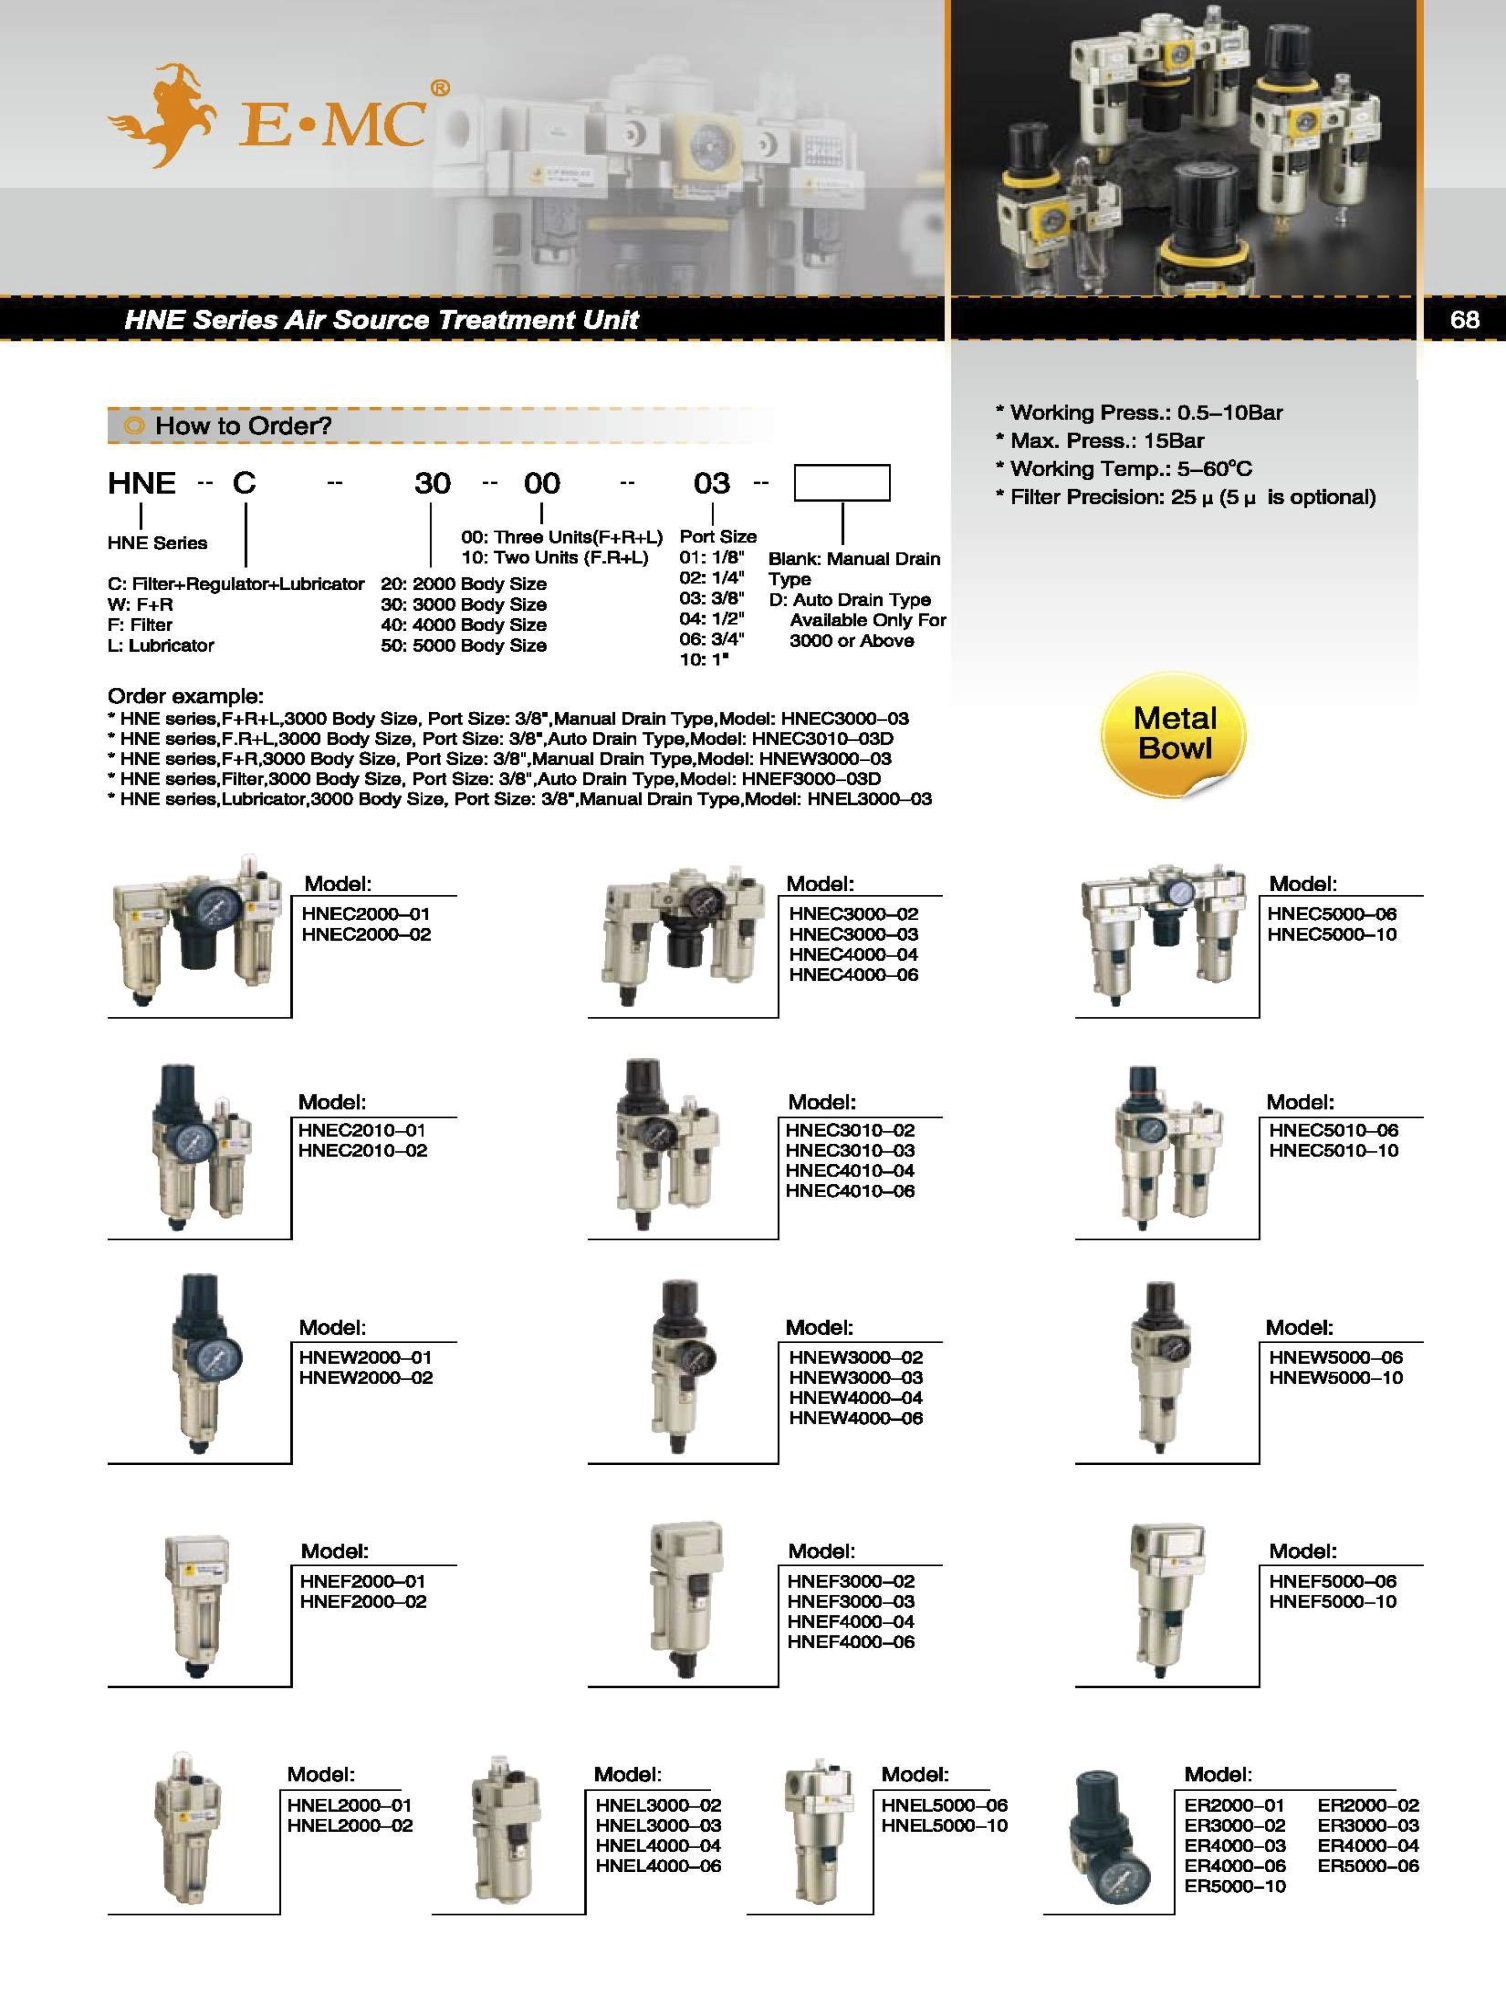 E•MC®
HNE Series Air Source Treatment Unit
68
How to Order?
HNE -- C -- 30 -- 00 -- 03 --
HNE Series
C: Filter+Regulator+Lubricator
W: F+R
F: Filter
L: Lubricator
20: 2000 Body Size
30: 3000 Body Size
40: 4000 Body Size
50: 5000 Body Size
00: Three Units(F+R+L)
10: Two Units (F.R+L)
Port Size
01: 1/8"
02: 1/4"
03: 3/8"
04: 1/2"
06: 3/4"
10: 1"
Blank: Manual Drain
Type
D: Auto Drain Type
Available Only For
3000 or Above
* Working Press.: 0.5–10Bar
* Max. Press.: 15Bar
* Working Temp.: 5–60°C
* Filter Precision: 25 μ (5 μ is optional)
Order example:
* HNE series,F+R+L,3000 Body Size, Port Size: 3/8",Manual Drain Type,Model: HNEC3000–03
* HNE series,F.R+L,3000 Body Size, Port Size: 3/8",Auto Drain Type,Model: HNEC3010–03D
* HNE series,F+R,3000 Body Size, Port Size: 3/8",Manual Drain Type,Model: HNEW3000–03
* HNE series,Filter,3000 Body Size, Port Size: 3/8",Auto Drain Type,Model: HNEF3000–03D
* HNE series,Lubricator,3000 Body Size, Port Size: 3/8",Manual Drain Type,Model: HNEL3000–03
Metal
Bowl
Model:
HNEC2000–01
HNEC2000–02
Model:
HNEC3000–02
HNEC3000–03
HNEC4000–04
HNEC4000–06
Model:
HNEC5000–06
HNEC5000–10
Model:
HNEC2010–01
HNEC2010–02
Model:
HNEC3010–02
HNEC3010–03
HNEC4010–04
HNEC4010–06
Model:
HNEC5010–06
HNEC5010–10
Model:
HNEW2000–01
HNEW2000–02
Model:
HNEW3000–02
HNEW3000–03
HNEW4000–04
HNEW4000–06
Model:
HNEW5000–06
HNEW5000–10
Model:
HNEF2000–01
HNEF2000–02
Model:
HNEF3000–02
HNEF3000–03
HNEF4000–04
HNEF4000–06
Model:
HNEF5000–06
HNEF5000–10
Model:
HNEL2000–01
HNEL2000–02
Model:
HNEL3000–02
HNEL3000–03
HNEL4000–04
HNEL4000–06
Model:
HNEL5000–06
HNEL5000–10
Model:
ER2000–01 ER2000–02
ER3000–02 ER3000–03
ER4000–03 ER4000–04
ER4000–06 ER5000–06
ER5000–10